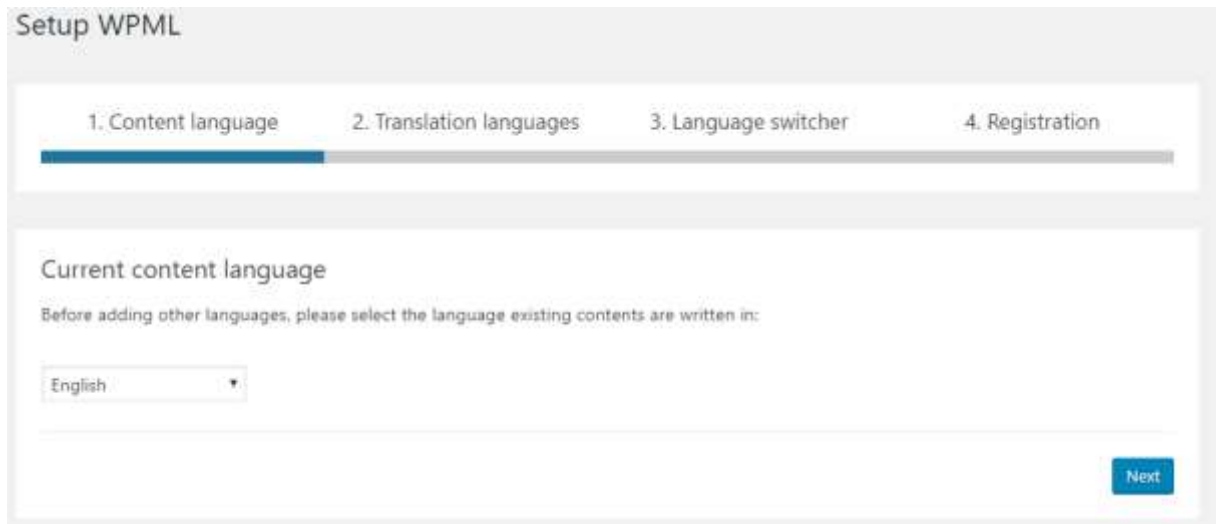 Setup WPML
1. Content language 2. Translation languages 3. Language switcher 4. Registration
Current content language
Before adding other languages, please select the language existing contents are written in:
English
Next